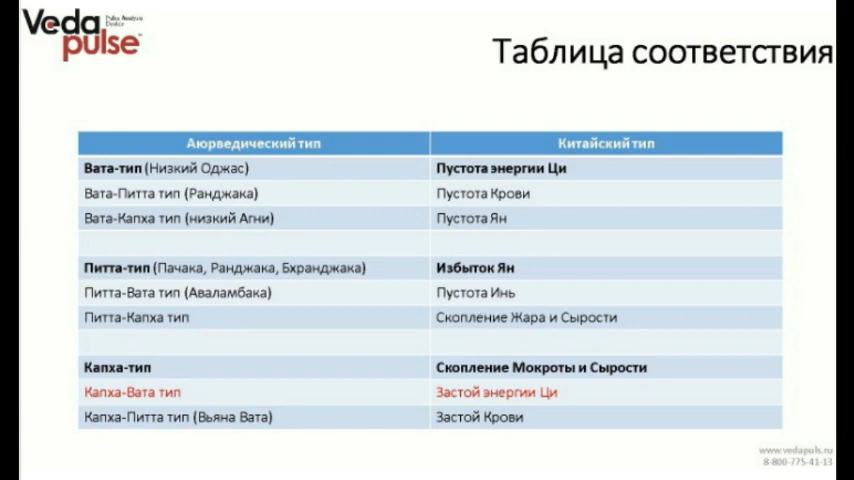 Veda Pulse Analysis
Device
pulse™
Таблица соответствия
Аюрведический тип Китайский тип
Вата-тип (Низкий Оджас) Пустота энергии Ци
Вата-Питта тип (Ранджака) Пустота Крови
Вата-Капха тип (низкий Агни) Пустота Ян
Питта-тип (Пачака, Ранджака, Бхранджака) Избыток Ян
Питта-Вата тип (Аваламбака) Пустота Инь
Питта-Капха тип Скопление Жара и Сырости
Капха-тип Скопление Мокроты и Сырости
Капха-Вата тип Застой энергии Ци
Капха-Питта тип (Вьяна Вата) Застой Крови
www.vedapuls.ru
8-800-775-41-13